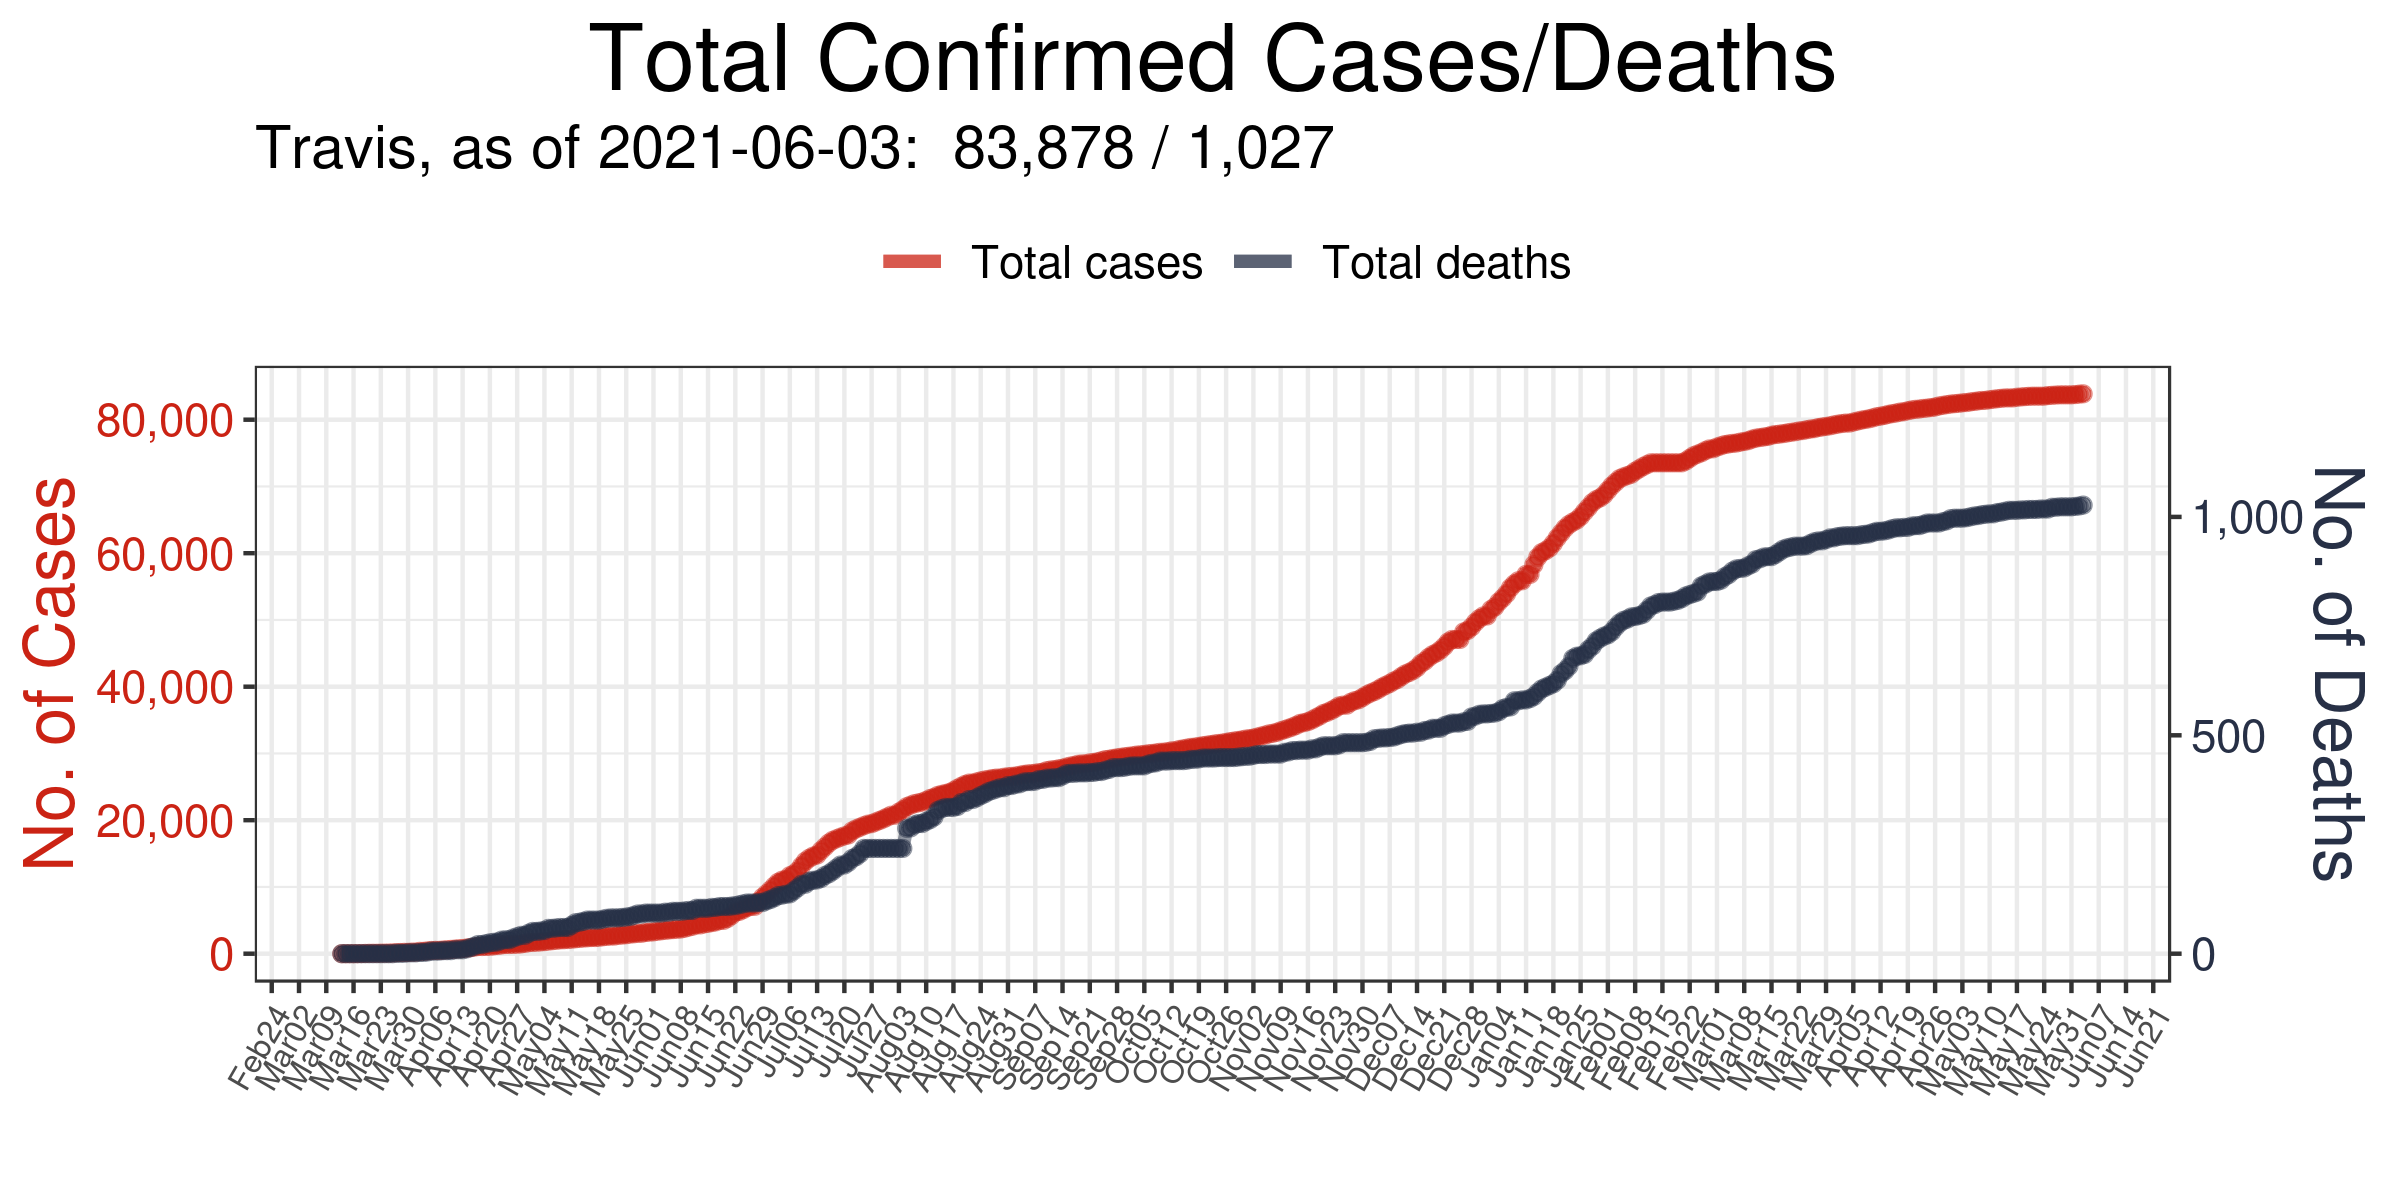 Total Confirmed Cases/Deaths
Travis, as of 2021-06-03:  83,878 / 1,027
Total cases
Total deaths
No. of Cases
80,000
60,000
40,000
20,000
0
No. of Deaths
1,000
500
0
Feb24
Mar02
Mar09
Mar16
Mar23
Mar30
Apr06
Apr13
Apr20
Apr27
May04
May11
May18
May25
Jun01
Jun08
Jun15
Jun22
Jun29
Jul06
Jul13
Jul20
Jul27
Aug03
Aug10
Aug17
Aug24
Aug31
Sep07
Sep14
Sep21
Sep28
Oct05
Oct12
Oct19
Oct26
Nov02
Nov09
Nov16
Nov23
Nov30
Dec07
Dec14
Dec21
Dec28
Jan04
Jan11
Jan18
Jan25
Feb01
Feb08
Feb15
Feb22
Mar01
Mar08
Mar15
Mar22
Mar29
Apr05
Apr12
Apr19
Apr26
May03
May10
May17
May24
May31
Jun07
Jun14
Jun21